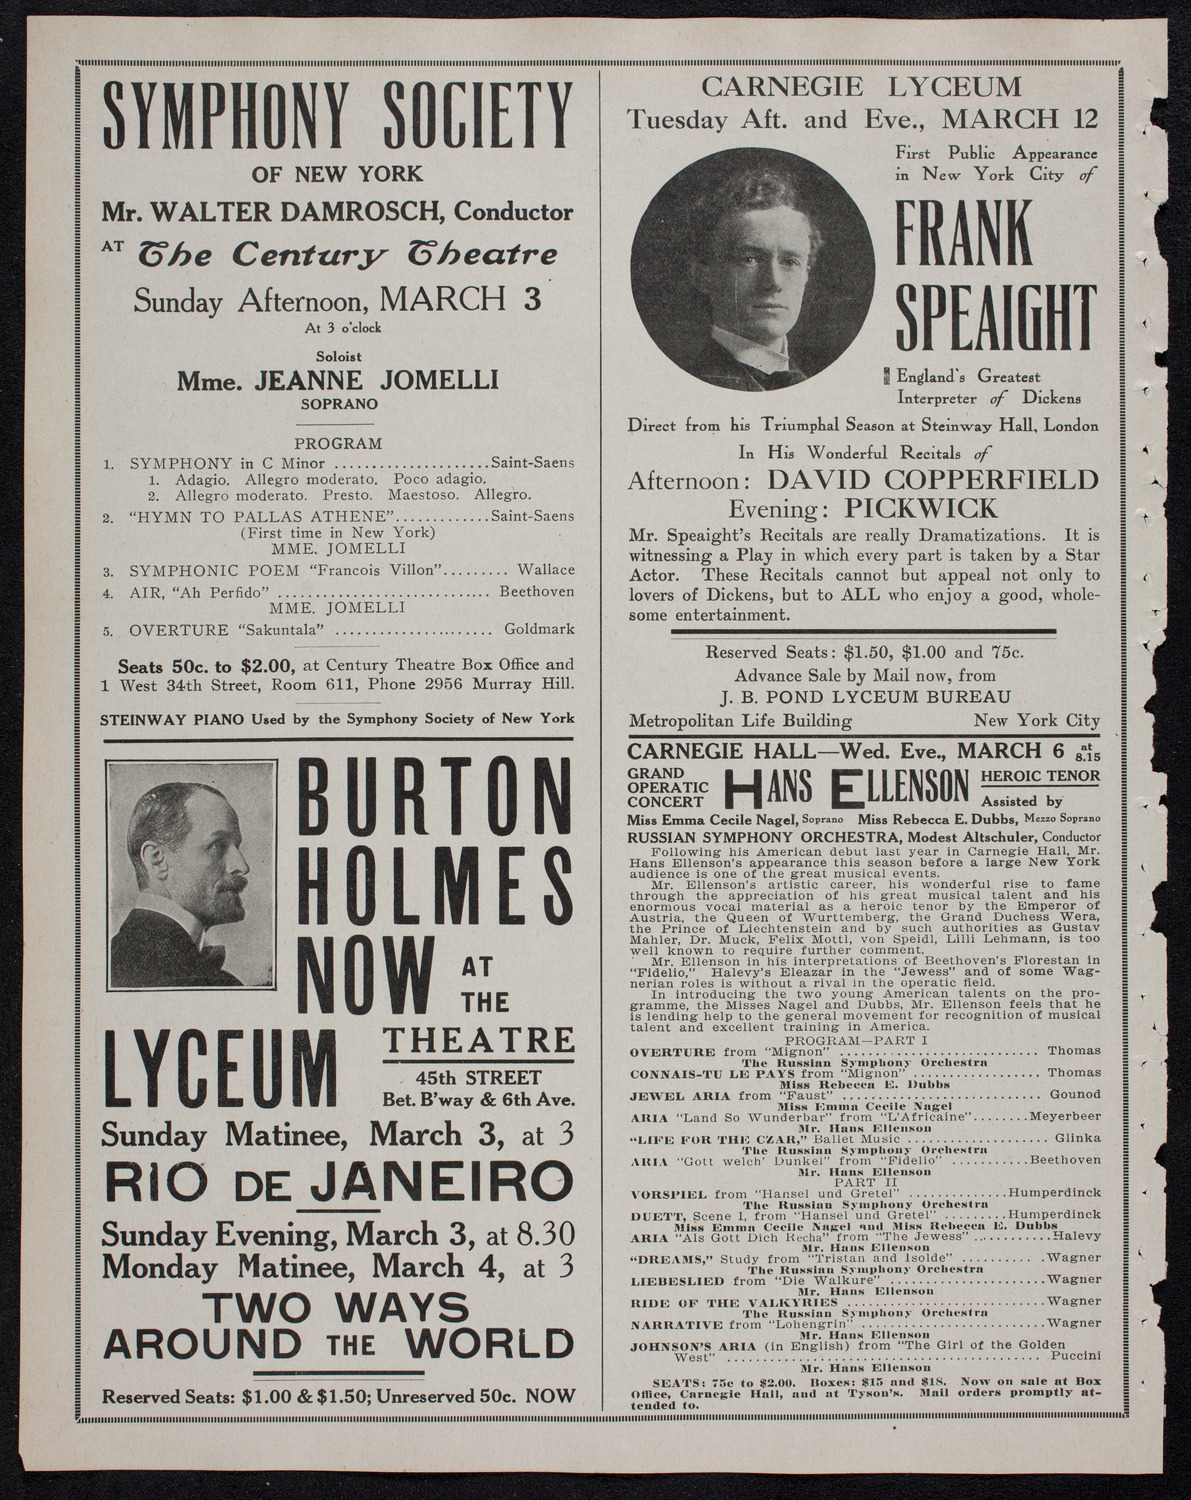 SYMPHONY SOCIETY
OF NEW YORK
Mr. WALTER DAMROSCH, Conductor
AT The Century Theatre
Sunday Afternoon, MARCH 3
At 3 o'clock
Soloist
Mme. JEANNE JOMELLI
SOPRANO
PROGRAM
1. SYMPHONY in C Minor .....................Saint-Saens
1. Adagio. Allegro moderato. Poco adagio.
2. Allegro moderato. Presto. Maestoso. Allegro.
2. "HYMN TO PALLAS ATHENE"............Saint-Saens
(First time in New York)
MME. JOMELLI
3. SYMPHONIC POEM "Francois Villon"......... Wallace
4. AIR, "Ah Perfido" ............................ Beethoven
MME. JOMELLI
5. OVERTURE "Sakuntala" ...................... Goldmark
Seats 50c. to $2.00, at Century Theatre Box Office and
1 West 34th Street, Room 611, Phone 2956 Murray Hill.
STEINWAY PIANO Used by the Symphony Society of New York
BURTON
HOLMES
NOW AT
THE
LYCEUM THEATRE
45th STREET
Bet. B'way & 6th Ave.
Sunday Matinee, March 3, at 3
RIO DE JANEIRO
Sunday Evening, March 3, at 8.30
Monday Matinee, March 4, at 3
TWO WAYS
AROUND THE WORLD
Reserved Seats: $1.00 & $1.50; Unreserved 50c. NOW
CARNEGIE LYCEUM
Tuesday Aft. and Eve., MARCH 12
First Public Appearance
in New York City of
FRANK
SPEAIGHT
England's Greatest
Interpreter of Dickens
Direct from his Triumphal Season at Steinway Hall, London
In His Wonderful Recitals of
Afternoon: DAVID COPPERFIELD
Evening: PICKWICK
Mr. Speaight's Recitals are really Dramatizations. It is
witnessing a Play in which every part is taken by a Star
Actor. These Recitals cannot but appeal not only to
lovers of Dickens, but to ALL who enjoy a good, whole-
some entertainment.
Reserved Seats: $1.50, $1.00 and 75c.
Advance Sale by Mail now, from
J. B. POND LYCEUM BUREAU
Metropolitan Life Building New York City
CARNEGIE HALL—Wed. Eve., MARCH 6 at 8.15
GRAND OPERATIC CONCERT HANS ELLENSON HEROIC TENOR
Assisted by
Miss Emma Cecile Nagel, Soprano Miss Rebecca E. Dubbs, Mezzo Soprano
RUSSIAN SYMPHONY ORCHESTRA, Modest Altschuler, Conductor
Following his American debut last year in Carnegie Hall, Mr.
Hans Ellenson's appearance this season before a large New York
audience is one of the great musical events.
Mr. Ellenson's artistic career, his wonderful rise to fame
through the appreciation of his great musical talent and his
enormous vocal material as a heroic tenor by the Emperor of
Austria, the Queen of Wurttemberg, the Grand Duchess Wera,
the Prince of Liechtenstein and by such authorities as Gustav
Mahler, Dr. Muck, Felix Mottl, von Speidl, Lilli Lehmann, is too
well known to require further comment.
Mr. Ellenson in his interpretations of Beethoven's Florestan in
"Fidelio," Halevy's Eleazar in the "Jewess" and of some Wag-
nerian roles is without a rival in the operatic field.
In introducing the two young American talents on the pro-
gramme, the Misses Nagel and Dubbs, Mr. Ellenson feels that he
is lending help to the general movement for recognition of musical
talent and excellent training in America.
PROGRAM—PART I
OVERTURE from "Mignon" ............................ Thomas
The Russian Symphony Orchestra
CONNAIS-TU LE PAYS from "Mignon" .................. Thomas
Miss Rebecca E. Dubbs
JEWEL ARIA from "Faust" ............................ Gounod
Miss Emma Cecile Nagel
ARIA "Land So Wunderbar" from "L'Africaine".......Meyerbeer
Mr. Hans Ellenson
"LIFE FOR THE CZAR," Ballet Music .................... Glinka
The Russian Symphony Orchestra
ARIA "Gott welch' Dunkel" from "Fidelio" ...........Beethoven
Mr. Hans Ellenson
PART II
VORSPIEL from "Hansel und Gretel" .............Humperdinck
The Russian Symphony Orchestra
DUETT, Scene I, from "Hansel und Gretel" .........Humperdinck
Miss Emma Cecile Nagel und Miss Rebecca E. Dubbs
ARIA "Als Gott Dich Recha" from "The Jewess" ...........Halevy
Mr. Hans Ellenson
"DREAMS," Study from "Tristan and Isolde" ............Wagner
The Russian Symphony Orchestra
LIEBESLIED from "Die Walkure" ......................Wagner
Mr. Hans Ellenson
RIDE OF THE VALKYRIES ............................Wagner
The Russian Symphony Orchestra
NARRATIVE from "Lohengrin" ..........................Wagner
Mr. Hans Ellenson
JOHNSON'S ARIA (in English) from "The Girl of the Golden
West" ............................................. Puccini
Mr. Hans Ellenson
SEATS: 75c to $2.00. Boxes: $15 and $18. Now on sale at Box
Office, Carnegie Hall, and at Tyson's. Mail orders promptly at-
tended to.